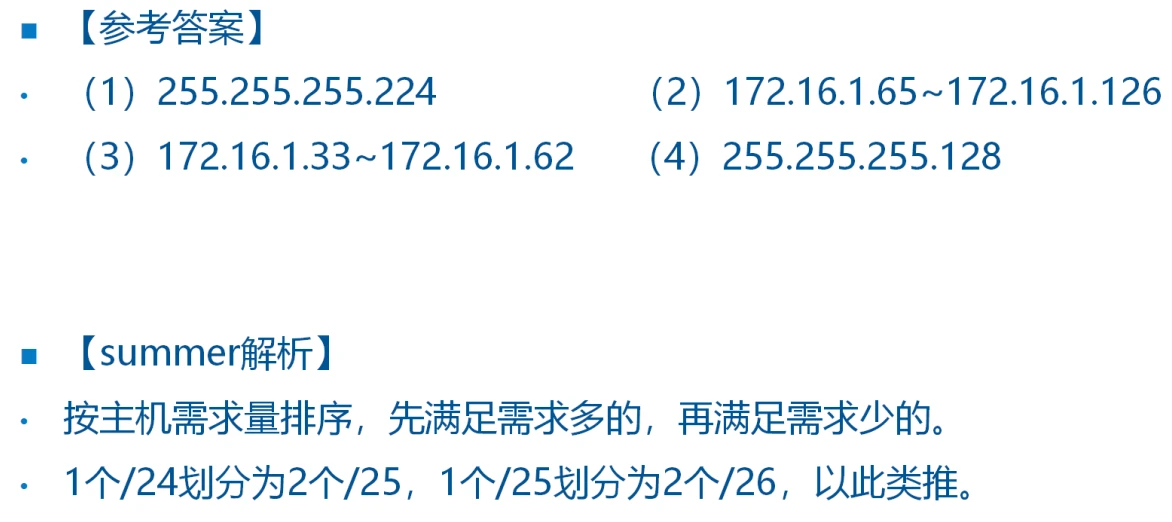 【参考答案】
（1）255.255.255.224 （2）172.16.1.65~172.16.1.126
（3）172.16.1.33~172.16.1.62 （4）255.255.255.128
【summer解析】
按主机需求量排序，先满足需求多的，再满足需求少的。
1个/24划分为2个/25，1个/25划分为2个/26，以此类推。